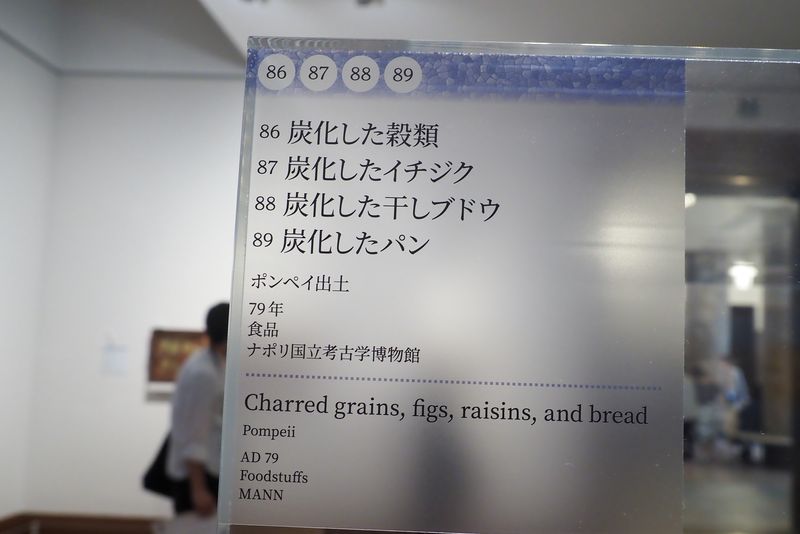 86 87 88 89
86 炭化した穀類
87 炭化したイチジク
88 炭化した干しブドウ
89 炭化したパン
ポンペイ出土
79年
食品
ナポリ国立考古学博物館
Charred grains, figs, raisins, and bread
Pompeii
AD 79
Foodstuffs
MANN